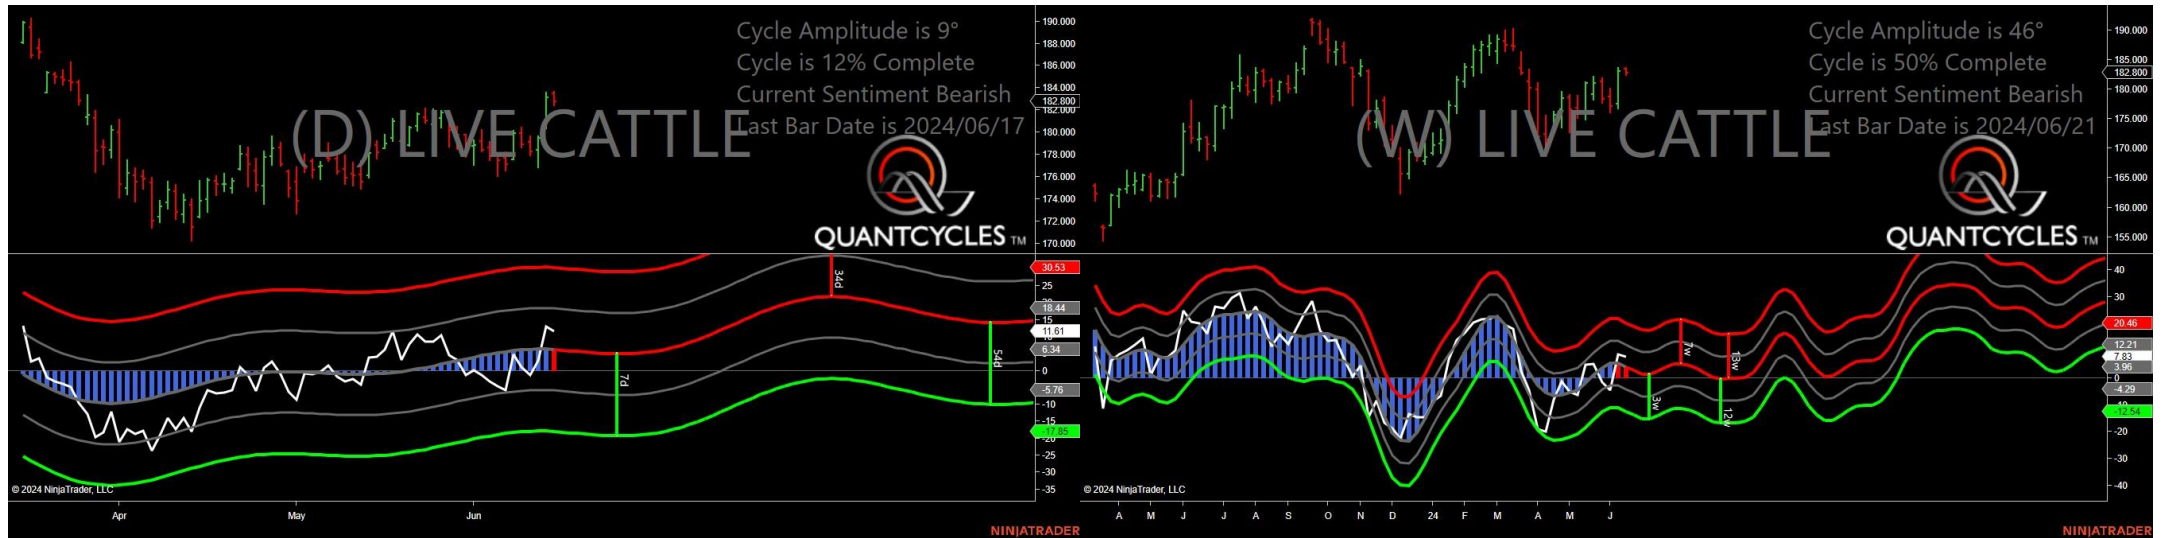 Cycle Amplitude is 9°
Cycle is 12% Complete
Current Sentiment Bearish
Last Bar Date is 2024/06/17
(D) LIVE CATTLE
QUANTCYCLES TM
190.000
188.000
186.000
184.000
182.800
182.000
180.000
178.000
176.000
174.000
172.000
170.000
30.53
25
18.44
15
11.61
6.34
0
-5.76
-10
-15
-17.85
-20
-25
-30
-35
34d
7d
54d
© 2024 NinjaTrader, LLC
Apr May Jun
NINJATRADER
Cycle Amplitude is 46°
Cycle is 50% Complete
Current Sentiment Bearish
Last Bar Date is 2024/06/21
(W) LIVE CATTLE
QUANTCYCLES TM
190.000
185.000
182.800
180.000
175.000
170.000
165.000
160.000
155.000
40
30
20.46
12.21
7.83
3.96
0
-4.29
-12.54
-20
-30
-40
7w
13w
3w
12w
© 2024 NinjaTrader, LLC
A M J J A S O N D 24 F M A M J
NINJATRADER